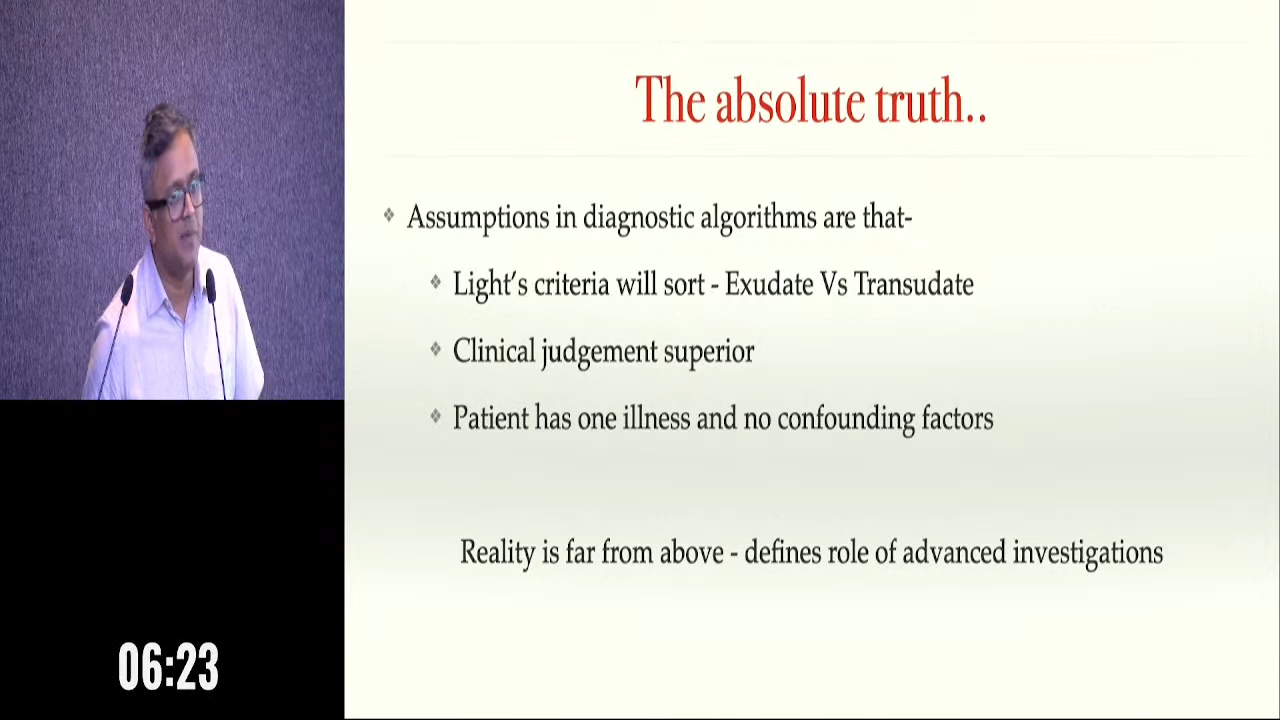 The absolute truth..
Assumptions in diagnostic algorithms are that-
Light's criteria will sort - Exudate Vs Transudate
Clinical judgement superior
Patient has one illness and no confounding factors
Reality is far from above - defines role of advanced investigations
06:23